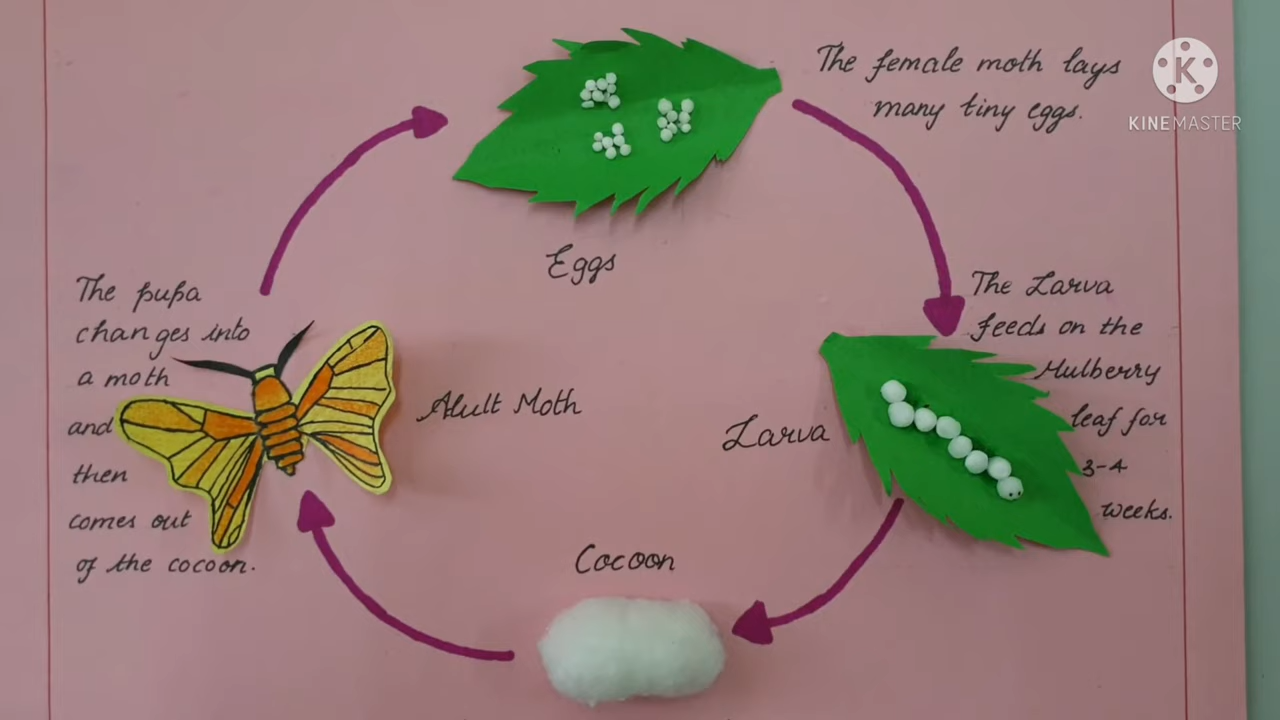 The female moth lays
many tiny eggs.
KINEMASTER
Eggs
The Larva
feeds on the
Mulberry
leaf for
3-4
weeks.
Larva
Cocoon
Adult Moth
The pupa
changes into
a moth
and
then
comes out
of the cocoon.